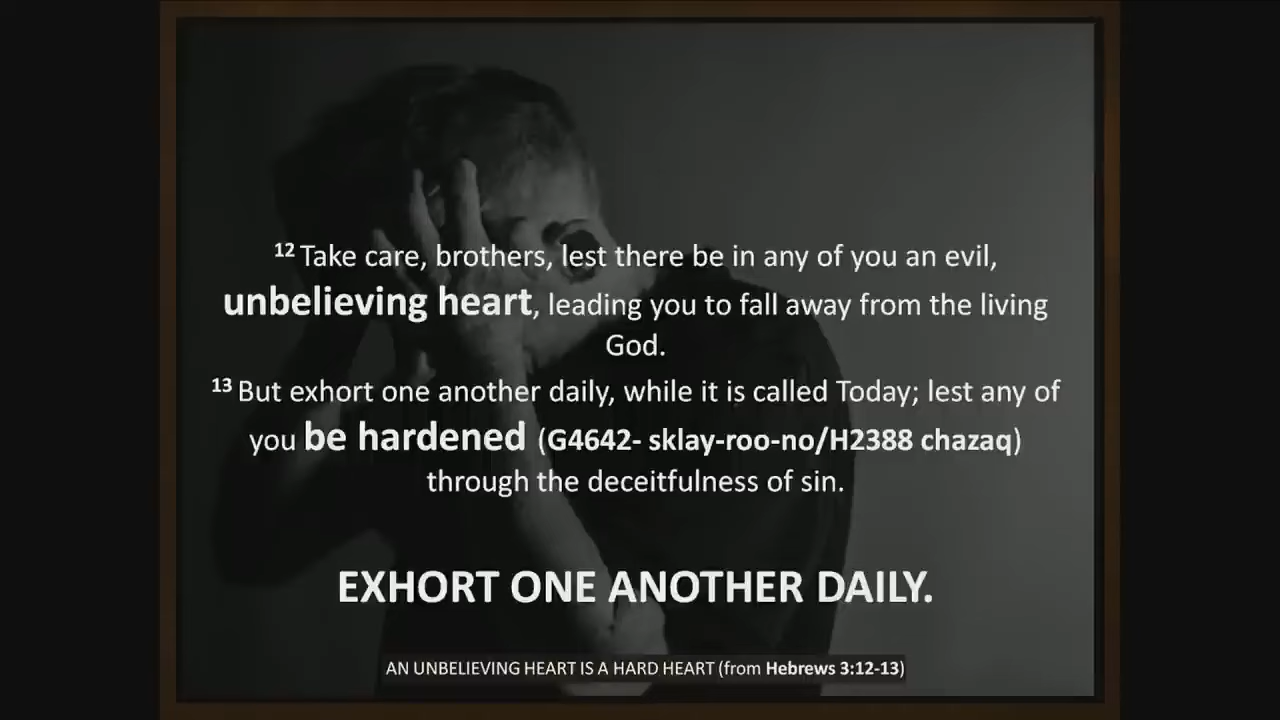 12 Take care, brothers, lest there be in any of you an evil,
unbelieving heart, leading you to fall away from the living
God.
13 But exhort one another daily, while it is called Today; lest any of
you be hardened (G4642- sklay-roo-no/H2388 chazaq)
through the deceitfulness of sin.
EXHORT ONE ANOTHER DAILY.
AN UNBELIEVING HEART IS A HARD HEART (from Hebrews 3:12-13)